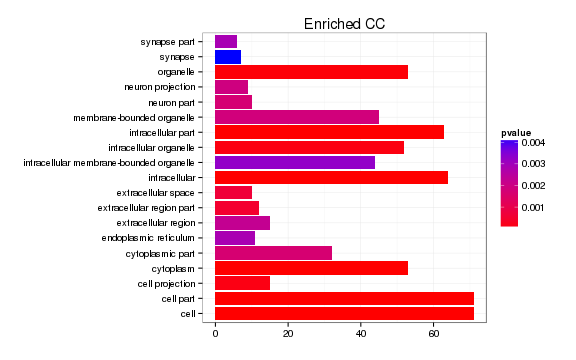 Enriched CC
synapse part
synapse
organelle
neuron projection
neuron part
membrane-bounded organelle
intracellular part
intracellular organelle
intracellular membrane-bounded organelle
intracellular
extracellular space
extracellular region part
extracellular region
endoplasmic reticulum
cytoplasmic part
cytoplasm
cell projection
cell part
cell
0 20 40 60
pvalue
0.004
0.003
0.002
0.001